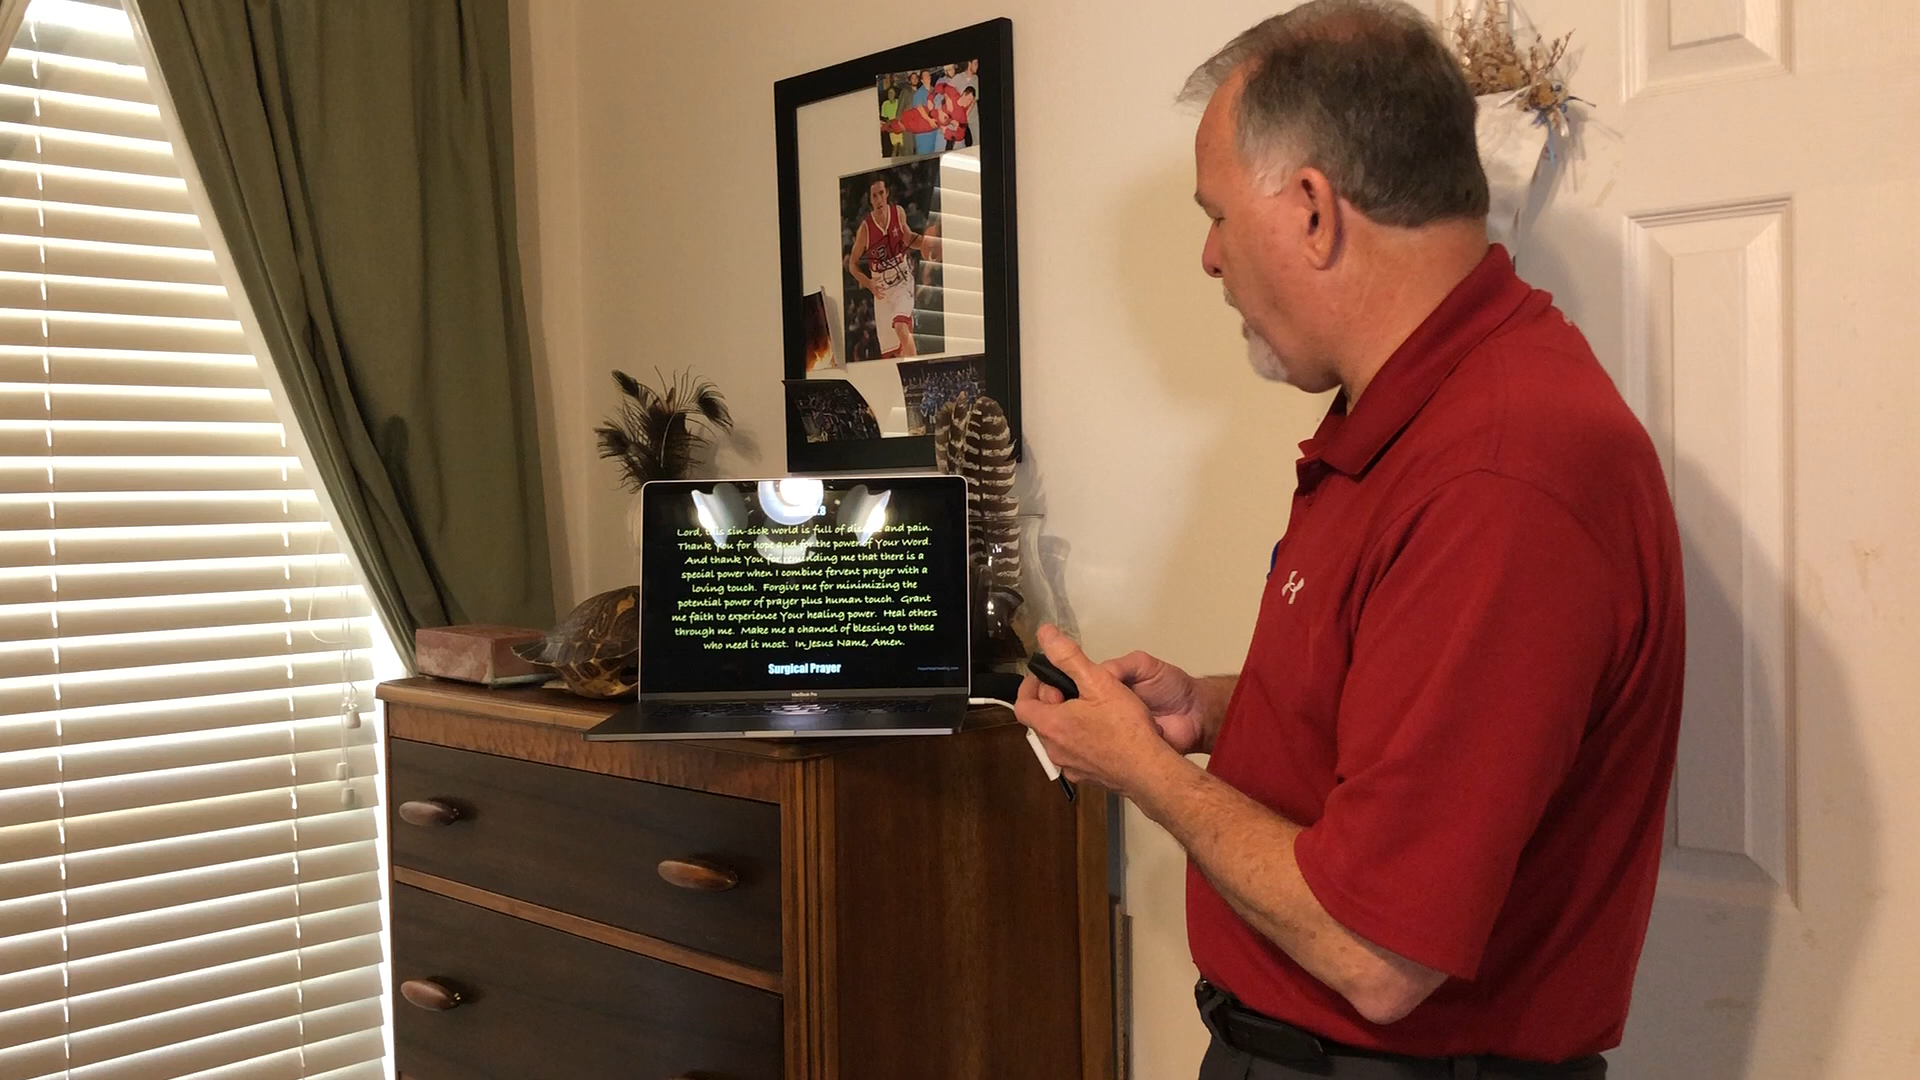 .8
Lord, this sin-sick world is full of disease and pain.
Thank You for hope and for the power of Your Word.
And thank You for reminding me that there is a
special power when I combine fervent prayer with a
loving touch. Forgive me for minimizing the
potential power of prayer plus human touch. Grant
me faith to experience Your healing power. Heal others
through me. Make me a channel of blessing to those
who need it most. In Jesus Name, Amen.
Surgical Prayer
MacBook Pro